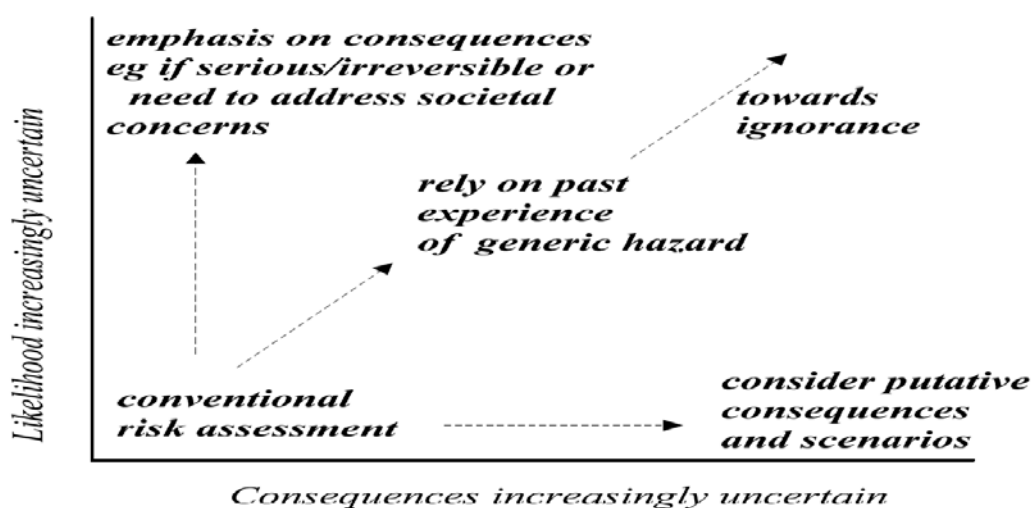 emphasis on consequences
eg if serious/irreversible or
need to address societal
concerns
towards
ignorance
rely on past
experience
of generic hazard
conventional
risk assessment
consider putative
consequences
and scenarios
Likelihood increasingly uncertain
Consequences increasingly uncertain